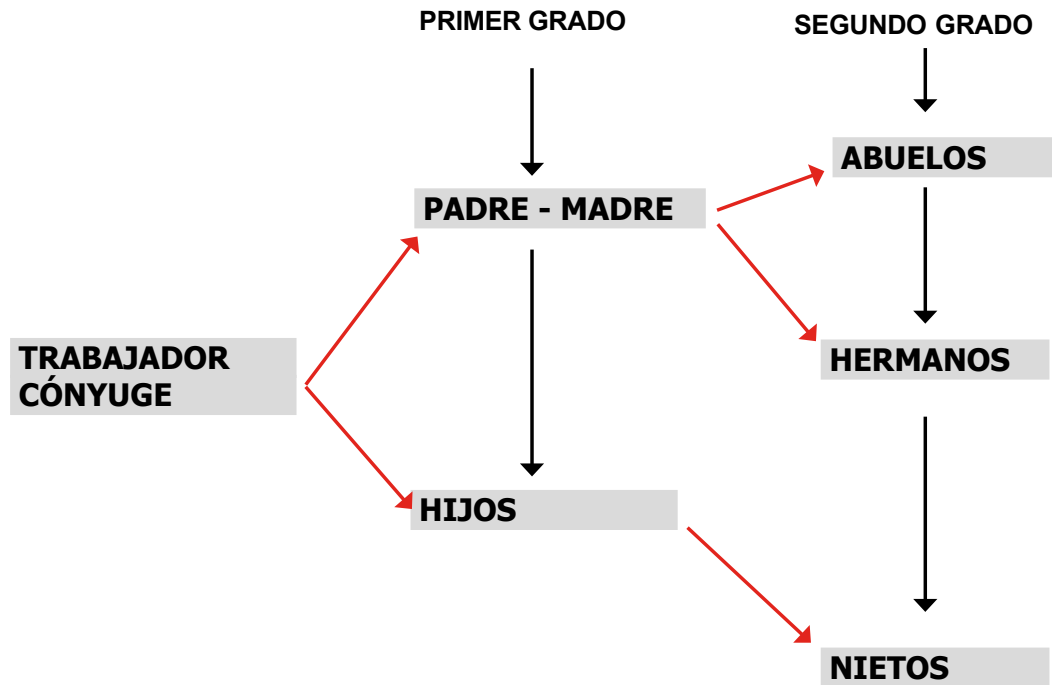 PRIMER GRADO
SEGUNDO GRADO
ABUELOS
PADRE - MADRE
TRABAJADOR
CÓNYUGE
HERMANOS
HIJOS
NIETOS